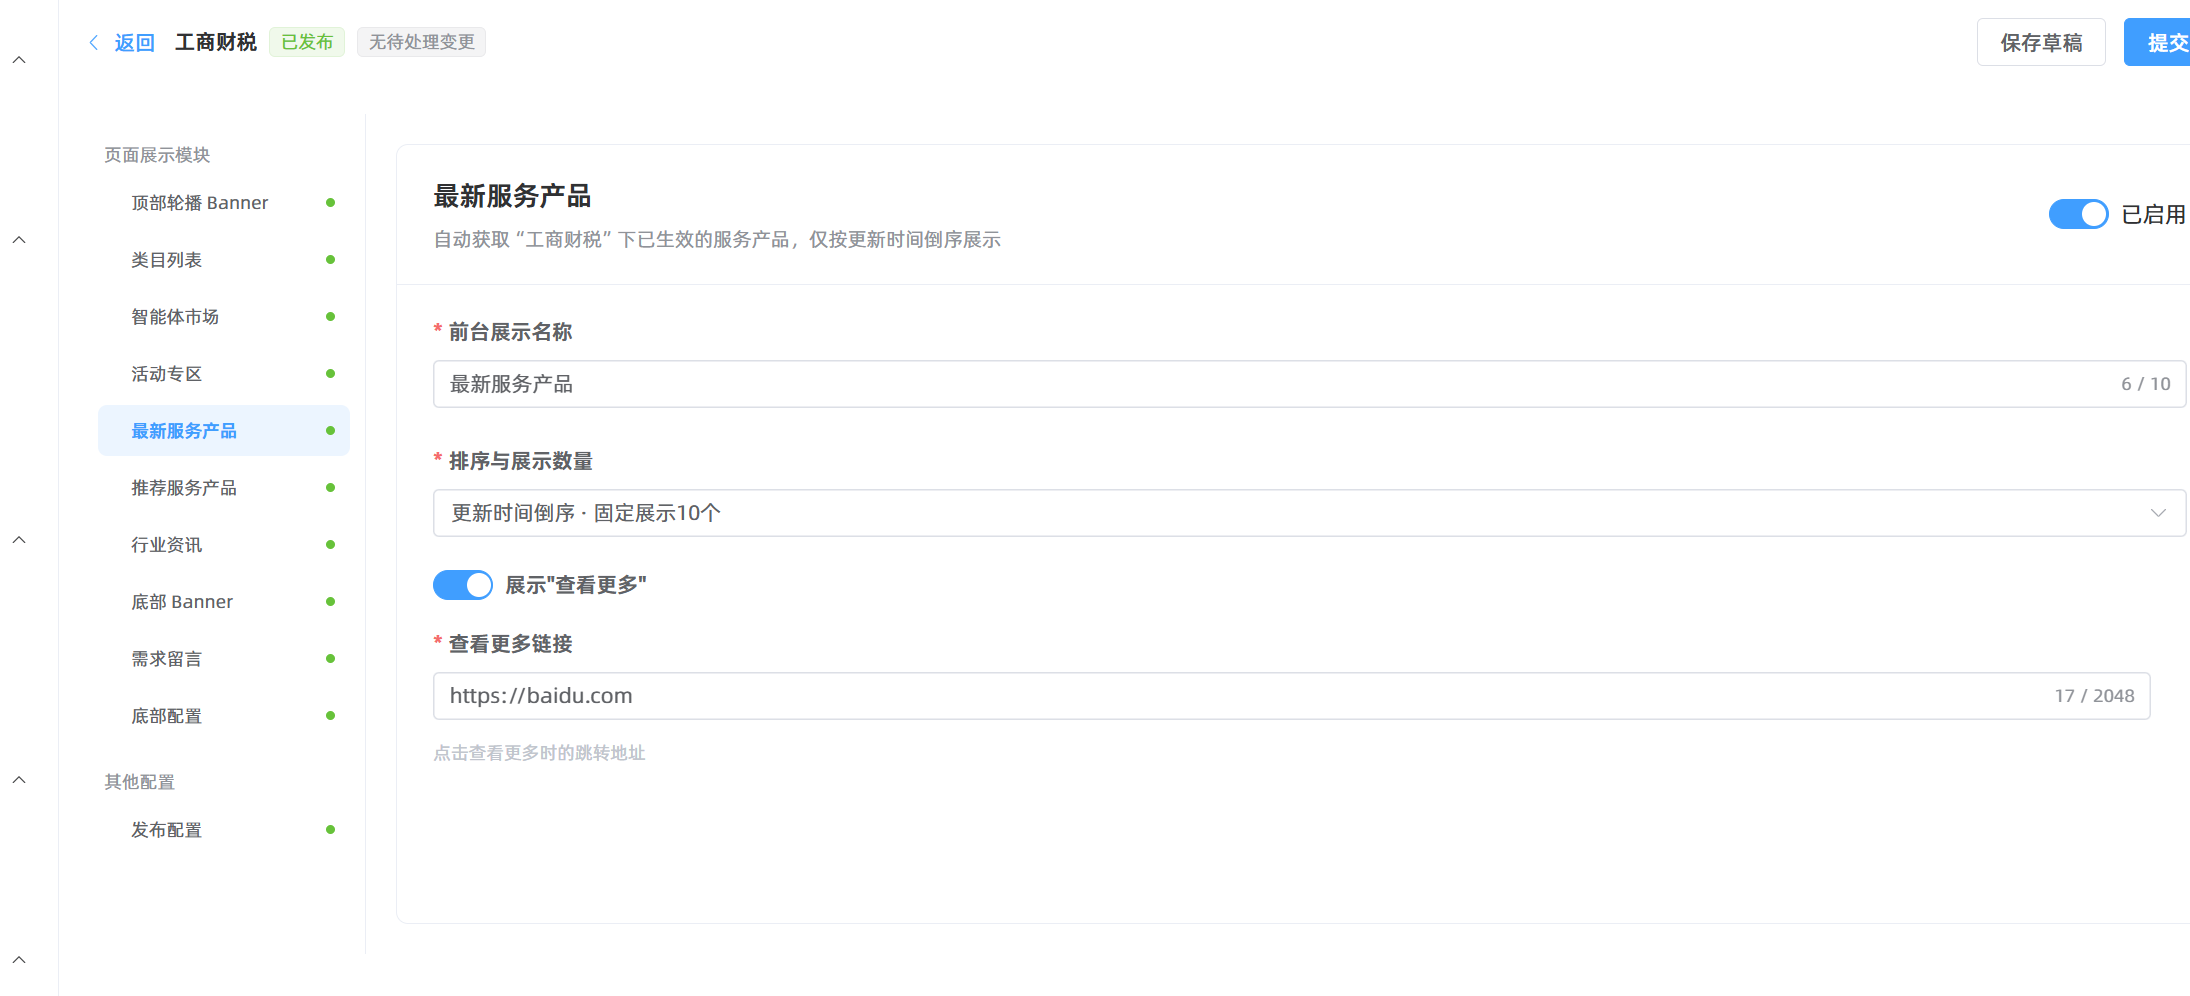 返回 工商财税 已发布 无待处理变更 保存草稿 提交
页面展示模块
顶部轮播 Banner
类目列表
智能体市场
活动专区
最新服务产品
推荐服务产品
行业资讯
底部 Banner
需求留言
底部配置
其他配置
发布配置
最新服务产品
自动获取“工商财税”下已生效的服务产品，仅按更新时间倒序展示
已启用
* 前台展示名称
最新服务产品 6 / 10
* 排序与展示数量
更新时间倒序 · 固定展示10个
展示"查看更多"
* 查看更多链接
https://baidu.com 17 / 2048
点击查看更多时的跳转地址